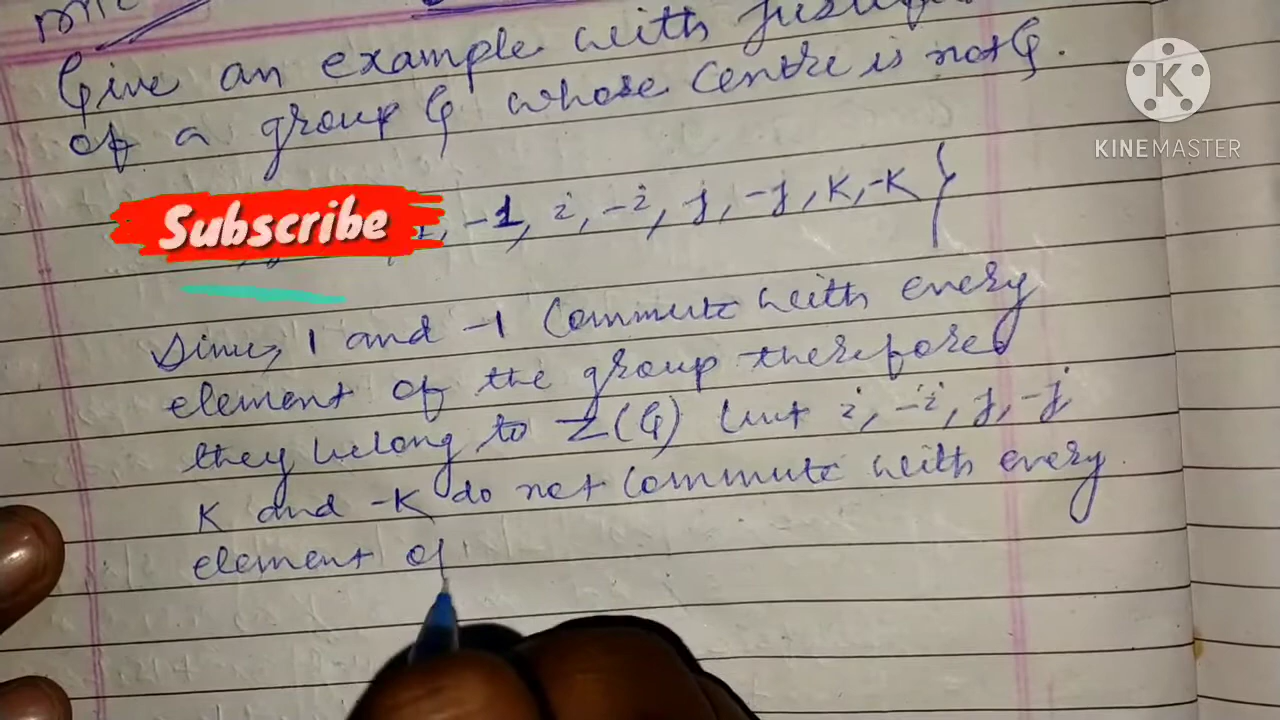 Give an example with
of a group G whose centre is not G.
KINEMASTER
Subscribe
, -1, i, -i, j, -j, K, -K }
Since, 1 and -1 Commute with every
element of the group therefore
they belong to Z(G) but i, -i, j, -j
K and -K do not Commute with every
element of